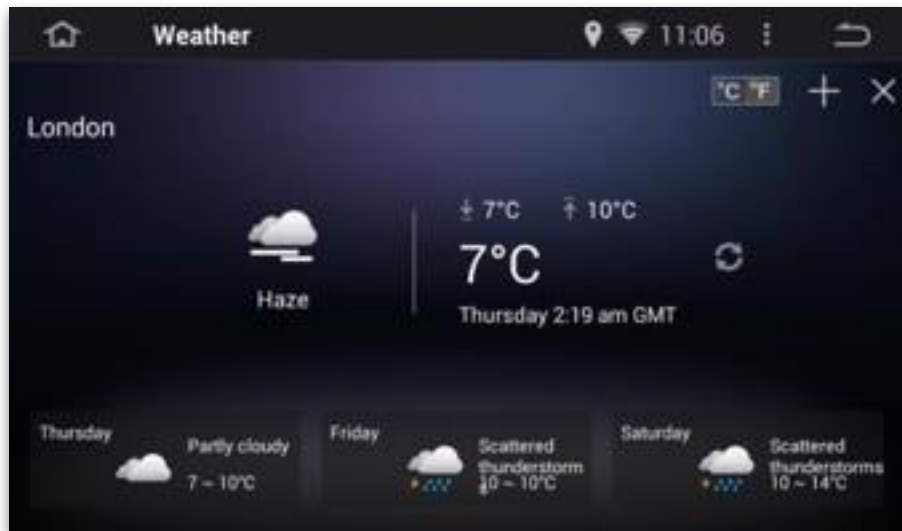 Weather
11:06
°C °F
London
7°C 10°C
7°C
Haze
Thursday 2:19 am GMT
Thursday
Partly cloudy
7 ~ 10°C
Friday
Scattered
thunderstorm
s
10 ~ 10°C
Saturday
Scattered
thunderstorms
10 ~ 14°C